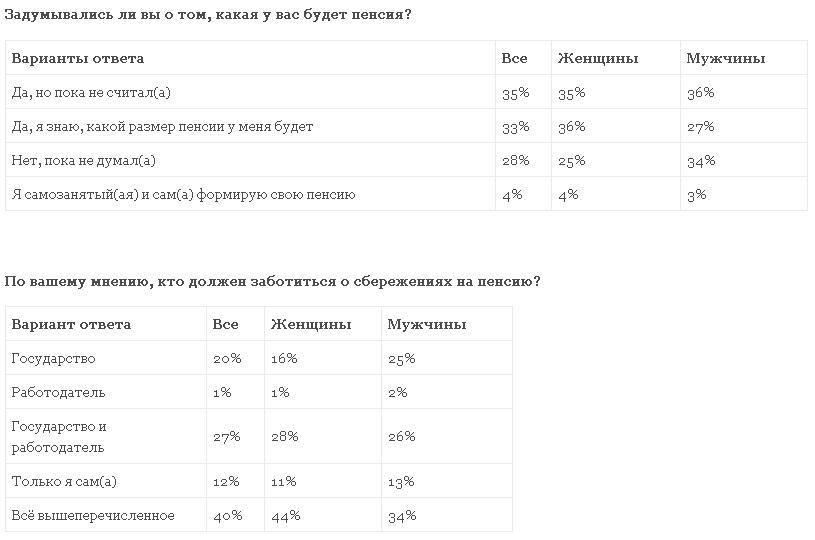 Задумывались ли вы о том, какая у вас будет пенсия?
Варианты ответа Все Женщины Мужчины
Да, но пока не считал(а) 35% 35% 36%
Да, я знаю, какой размер пенсии у меня будет 33% 36% 27%
Нет, пока не думал(а) 28% 25% 34%
Я самозанятый(ая) и сам(а) формирую свою пенсию 4% 4% 3%
По вашему мнению, кто должен заботиться о сбережениях на пенсию?
Вариант ответа Все Женщины Мужчины
Государство 20% 16% 25%
Работодатель 1% 1% 2%
Государство и
работодатель 27% 28% 26%
Только я сам(а) 12% 11% 13%
Всё вышеперечисленное 40% 44% 34%